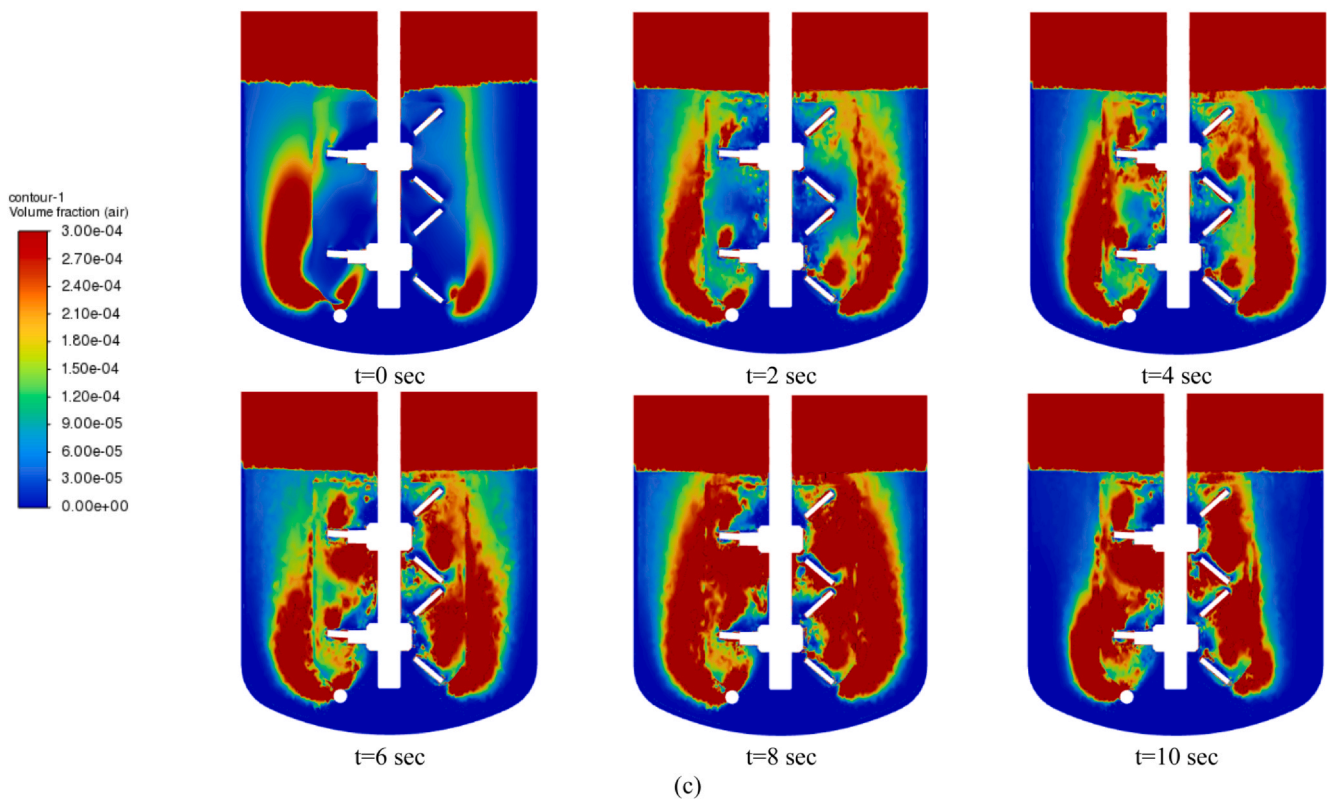 contour-1
Volume fraction (air)
3.00e-04
2.70e-04
2.40e-04
2.10e-04
1.80e-04
1.50e-04
1.20e-04
9.00e-05
6.00e-05
3.00e-05
0.00e+00
t=0 sec
t=2 sec
t=4 sec
t=6 sec
t=8 sec
t=10 sec
(c)